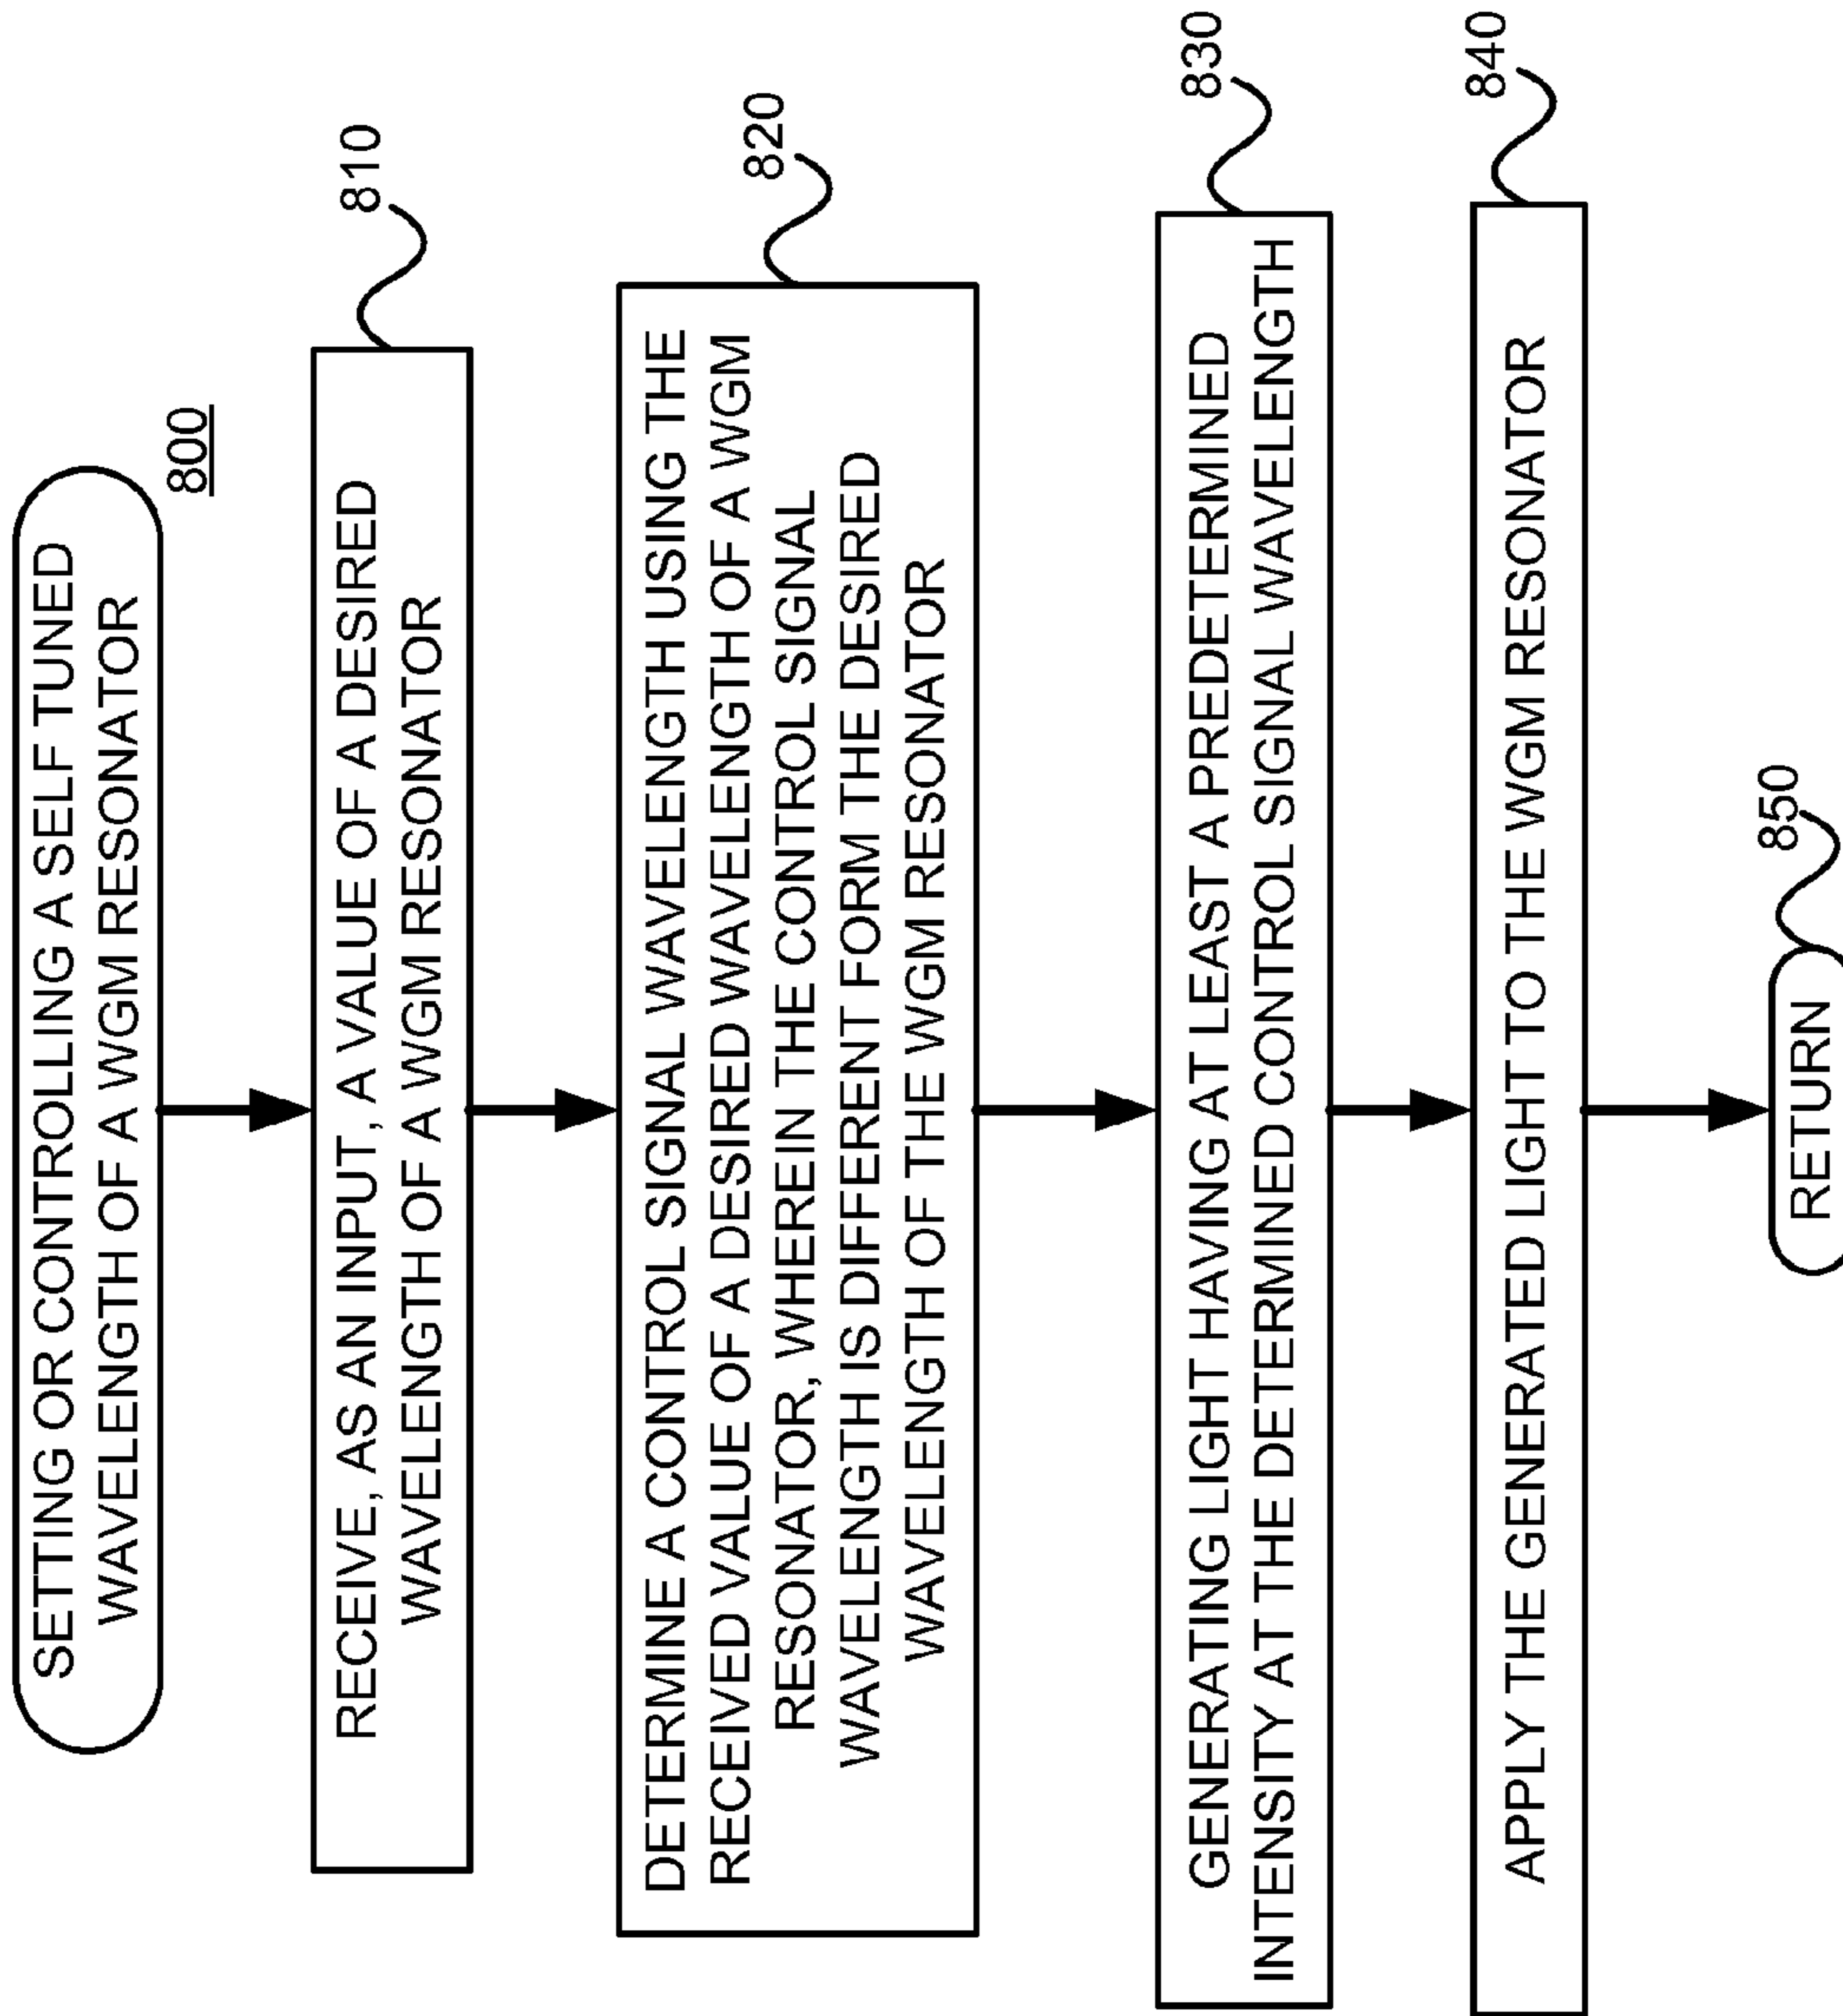 SETTING OR CONTROLLING A SELF TUNED
WAVELENGTH OF A WGM RESONATOR
800
810
RECEIVE, AS AN INPUT, A VALUE OF A DESIRED
WAVELENGTH OF A WGM RESONATOR
820
DETERMINE A CONTROL SIGNAL WAVELENGTH USING THE
RECEIVED VALUE OF A DESIRED WAVELENGTH OF A WGM
RESONATOR, WHEREIN THE CONTROL SIGNAL
WAVELENGTH IS DIFFERENT FORM THE DESIRED
WAVELENGTH OF THE WGM RESONATOR
830
GENERATING LIGHT HAVING AT LEAST A PREDETERMINED
INTENSITY AT THE DETERMINED CONTROL SIGNAL WAVELENGTH
840
APPLY THE GENERATED LIGHT TO THE WGM RESONATOR
850
RETURN